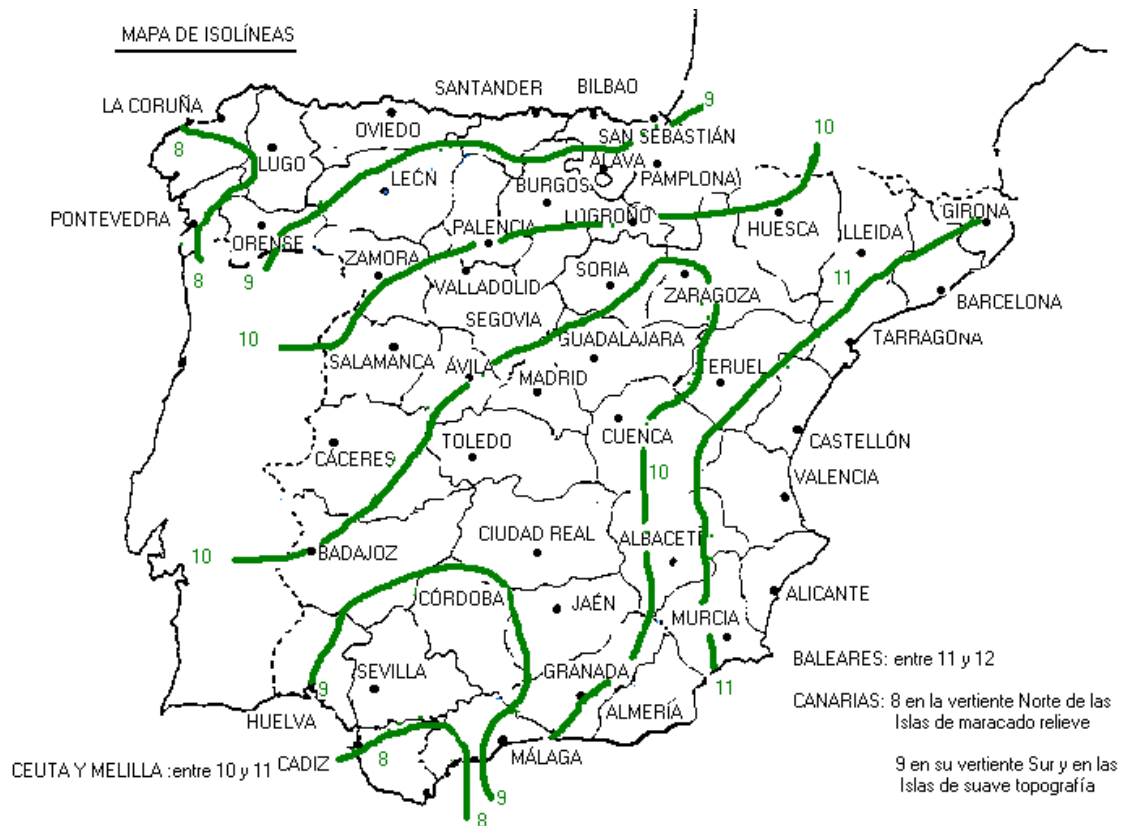 MAPA DE ISOLÍNEAS
LA CORUÑA
OVIEDO
SANTANDER
BILBAO
9
SAN SEBASTIÁN
10
8
LUGO
LEÓN
ÁLAVA
BURGOS
PAMPLONA
PONTEVEDRA
ORENSE
PALENCIA
LOGROÑO
HUESCA
LLEIDA
GIRONA
8
9
ZAMORA
VALLADOLID
SORIA
ZARAGOZA
11
BARCELONA
10
SALAMANCA
SEGOVIA
ÁVILA
GUADALAJARA
MADRID
TERUEL
TARRAGONA
CÁCERES
TOLEDO
CUENCA
CASTELLÓN
10
VALENCIA
10
BADAJOZ
CIUDAD REAL
ALBACETE
CÓRDOBA
JAÉN
ALICANTE
MURCIA
9
SEVILLA
GRANADA
11
HUELVA
ALMERÍA
CADIZ
8
MÁLAGA
9
8
BALEARES: entre 11 y 12
CANARIAS: 8 en la vertiente Norte de las
Islas de maracado relieve
9 en su vertiente Sur y en las
Islas de suave topografía
CEUTA Y MELILLA :entre 10 y 11